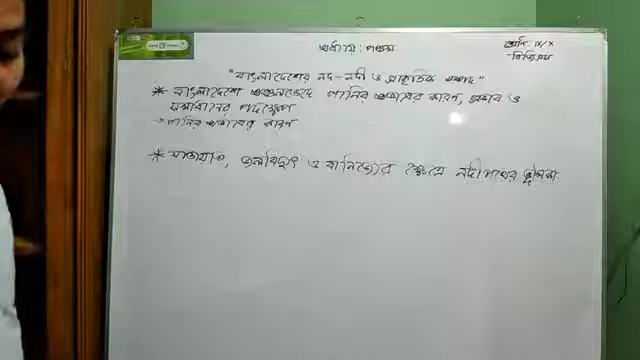 অধ্যায় : পঞ্চম
শ্রেণি : IX/X
"বাংলাদেশের নদ-নদী ও প্রাকৃতিক সম্পদ"
* বাংলাদেশে অঞ্চলভেদে পানির অভাবের কারণ, প্রভাব ও
সমাধানের পদক্ষেপ
→ পানির অভাবের কারণ
* যাতায়াত, জলবিদ্যুৎ ও বানিজ্যের ক্ষেত্রে নদীপথের ভূমিকা